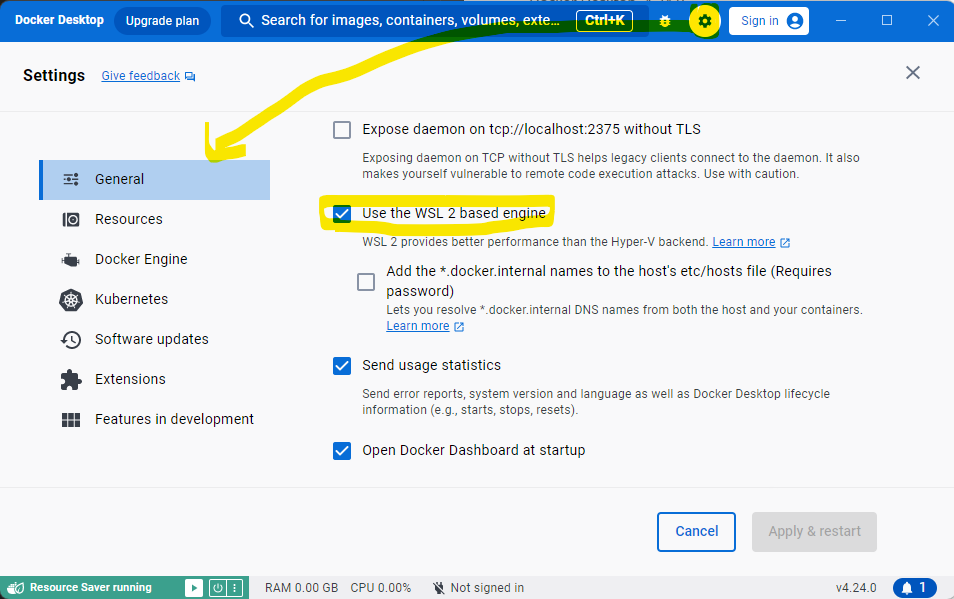 Docker Desktop Upgrade plan Search for images, containers, volumes, exte... Ctrl+K Sign in
Settings Give feedback
General
Resources
Docker Engine
Kubernetes
Software updates
Extensions
Features in development
Expose daemon on tcp://localhost:2375 without TLS
Exposing daemon on TCP without TLS helps legacy clients connect to the daemon. It also
makes yourself vulnerable to remote code execution attacks. Use with caution.
Use the WSL 2 based engine
WSL 2 provides better performance than the Hyper-V backend. Learn more
Add the *.docker.internal names to the host's etc/hosts file (Requires
password)
Lets you resolve *.docker.internal DNS names from both the host and your containers.
Learn more
Send usage statistics
Send error reports, system version and language as well as Docker Desktop lifecycle
information (e.g., starts, stops, resets).
Open Docker Dashboard at startup
Cancel Apply & restart
Resource Saver running RAM 0.00 GB CPU 0.00% Not signed in v4.24.0 1